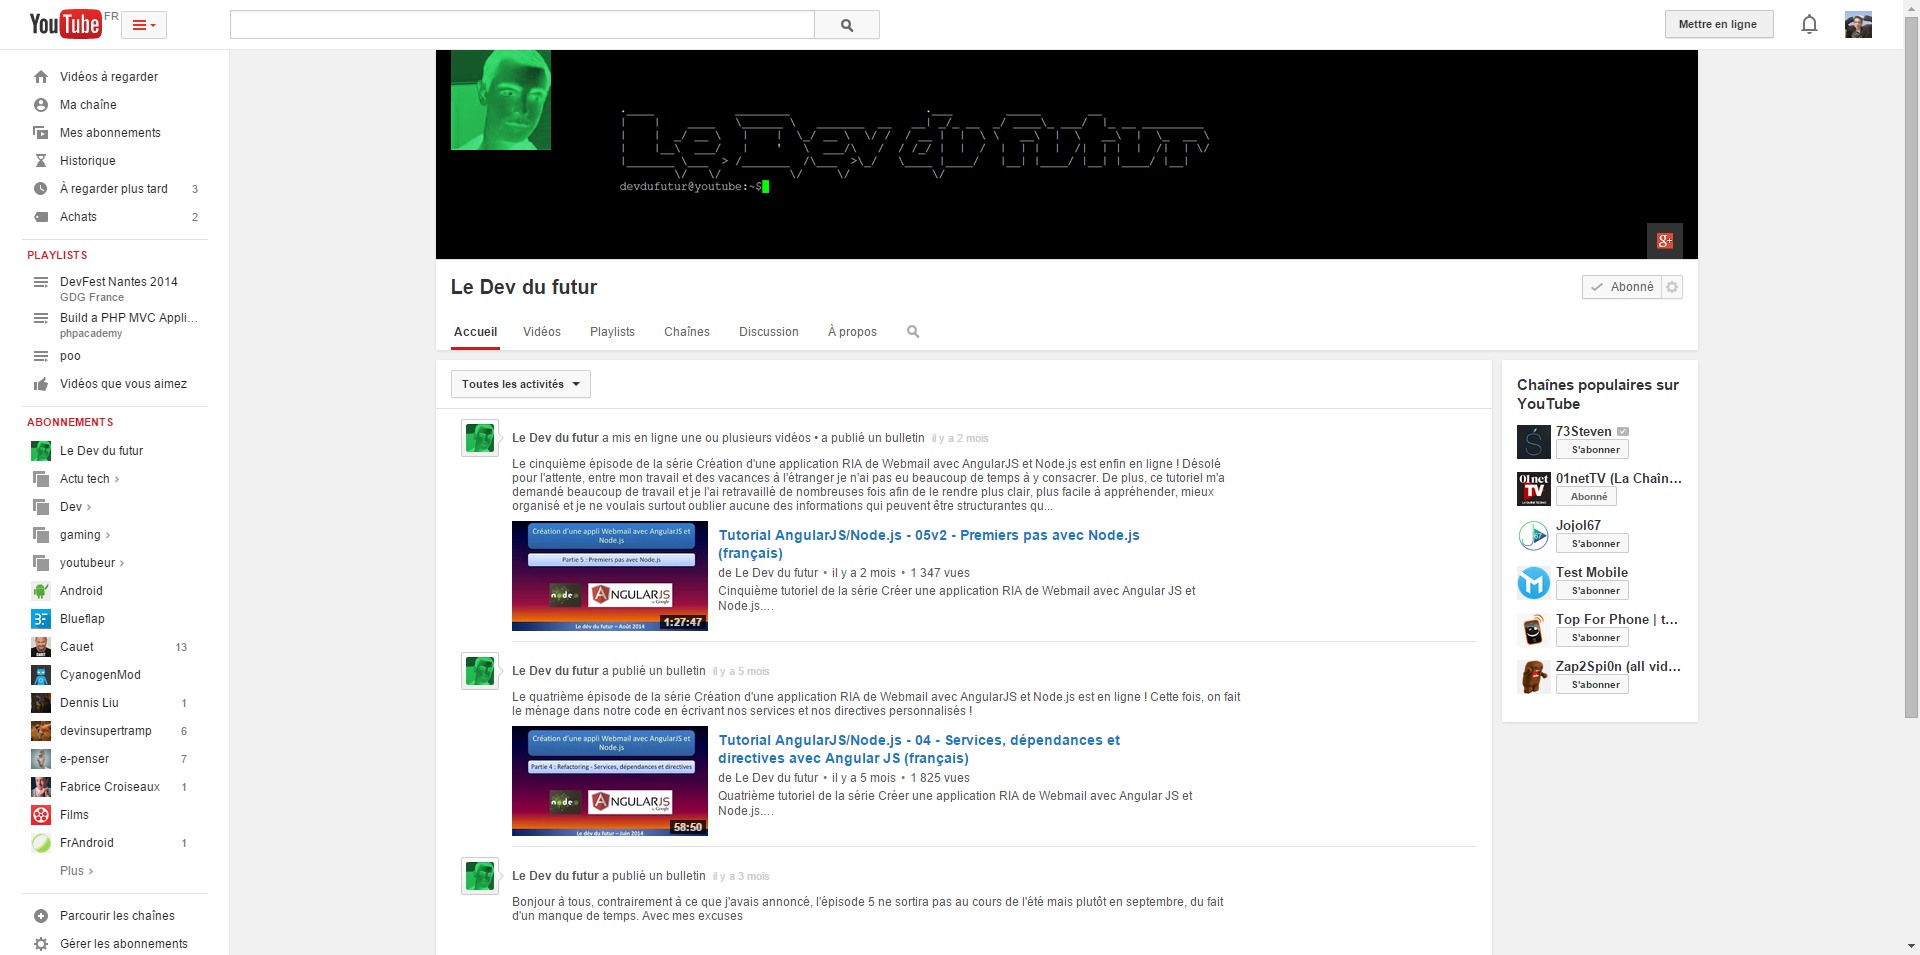 YouTube FR
Mettre en ligne
Vidéos à regarder
Ma chaîne
Mes abonnements
Historique
À regarder plus tard 3
Achats 2
PLAYLISTS
DevFest Nantes 2014
GDG France
Build a PHP MVC Appli...
phpacademy
poo
Vidéos que vous aimez
ABONNEMENTS
Le Dev du futur
Actu tech ›
Dev ›
gaming ›
youtubeur ›
Android
Blueflap
Cauet 13
CyanogenMod
Dennis Liu 1
devinsupertramp 6
e-penser 7
Fabrice Croiseaux 1
Films
FrAndroid 1
Plus ›
Parcourir les chaînes
Gérer les abonnements
Le Dev du futur
devdufutur@youtube:~$
g+
Le Dev du futur
Abonné
Accueil Vidéos Playlists Chaînes Discussion À propos
Toutes les activités
Le Dev du futur a mis en ligne une ou plusieurs vidéos • a publié un bulletin il y a 2 mois
Le cinquième épisode de la série Création d'une application RIA de Webmail avec AngularJS et Node.js est enfin en ligne ! Désolé
pour l'attente, entre mon travail et des vacances à l'étranger je n'ai pas eu beaucoup de temps à y consacrer. De plus, ce tutoriel m'a
demandé beaucoup de travail et je l'ai retravaillé de nombreuses fois afin de le rendre plus clair, plus facile à appréhender, mieux
organisé et je ne voulais surtout oublier aucune des informations qui peuvent être structurantes qu...
Création d'une appli Webmail avec AngularJS et
Node.js
Partie 5 : Premiers pas avec Node.js
node
ANGULARJS
by Google
Le dév du futur – Août 2014
1:27:47
Tutorial AngularJS/Node.js - 05v2 - Premiers pas avec Node.js
(français)
de Le Dev du futur • il y a 2 mois • 1 347 vues
Cinquième tutoriel de la série Créer une application RIA de Webmail avec Angular JS et
Node.js....
Le Dev du futur a publié un bulletin il y a 5 mois
Le quatrième épisode de la série Création d'une application RIA de Webmail avec AngularJS et Node.js est en ligne ! Cette fois, on fait
le ménage dans notre code en écrivant nos services et nos directives personnalisés !
Création d'une appli Webmail avec AngularJS et
Node.js
Partie 4 : Refactoring - Services, dépendances et directives
node
ANGULARJS
by Google
Le dév du futur – Juin 2014
58:50
Tutorial AngularJS/Node.js - 04 - Services, dépendances et
directives avec Angular JS (français)
de Le Dev du futur • il y a 5 mois • 1 825 vues
Quatrième tutoriel de la série Créer une application RIA de Webmail avec Angular JS et
Node.js....
Le Dev du futur a publié un bulletin il y a 3 mois
Bonjour à tous, contrairement à ce que j'avais annoncé, l'épisode 5 ne sortira pas au cours de l'été mais plutôt en septembre, du fait
d'un manque de temps. Avec mes excuses
Chaînes populaires sur
YouTube
73Steven
S'abonner
01net
TV
01netTV (La Chaîn...
Abonné
Jojol67
S'abonner
Test Mobile
S'abonner
Top For Phone | t...
S'abonner
Zap2Spi0n (all vid...
S'abonner